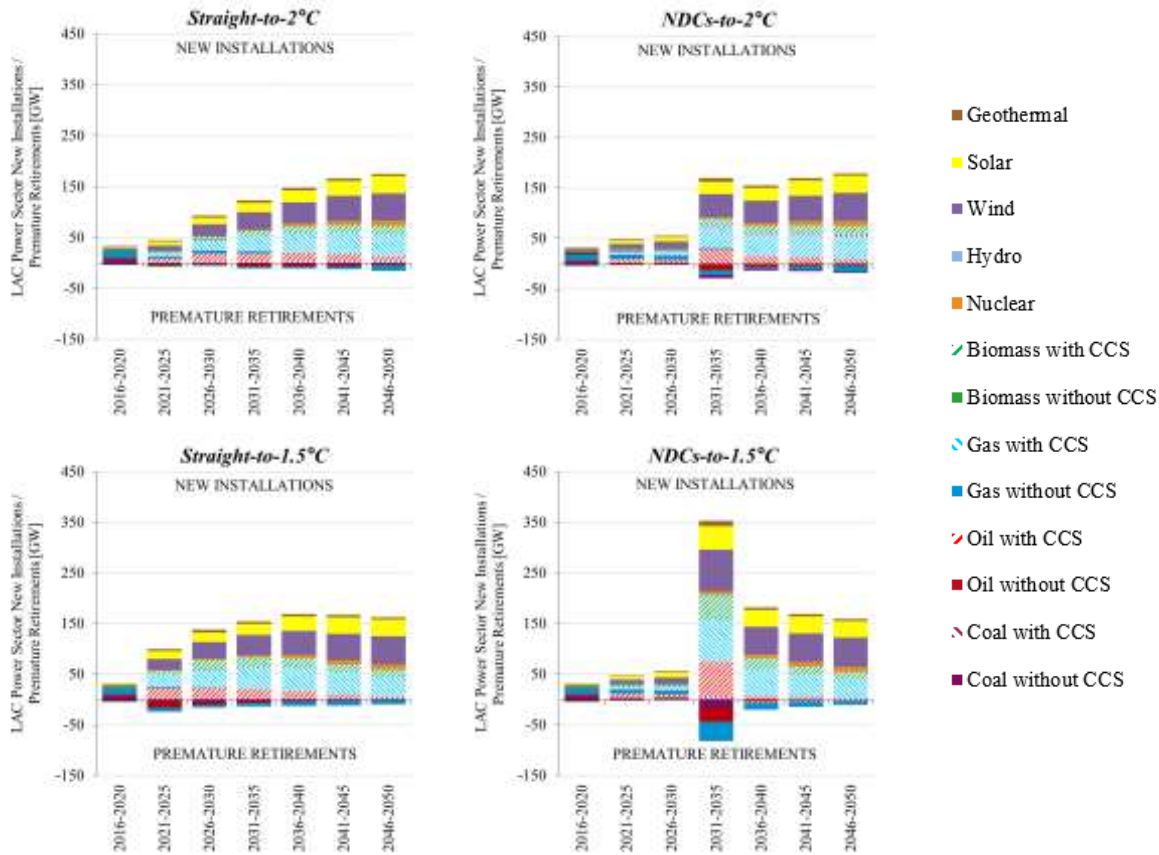 Straight-to-2°C
NEW INSTALLATIONS
LAC Power Sector New Installations /
Premature Retirements [GW]
450
350
250
150
50
-50
-150
PREMATURE RETIREMENTS
2016-2020
2021-2025
2026-2030
2031-2035
2036-2040
2041-2045
2046-2050
NDCs-to-2°C
NEW INSTALLATIONS
LAC Power Sector New Installations /
Premature Retirements [GW]
450
350
250
150
50
-50
-150
PREMATURE RETIREMENTS
2016-2020
2021-2025
2026-2030
2031-2035
2036-2040
2041-2045
2046-2050
Straight-to-1.5°C
NEW INSTALLATIONS
LAC Power Sector New Installations /
Premature Retirements [GW]
450
350
250
150
50
-50
-150
PREMATURE RETIREMENTS
2016-2020
2021-2025
2026-2030
2031-2035
2036-2040
2041-2045
2046-2050
NDCs-to-1.5°C
NEW INSTALLATIONS
LAC Power Sector New Installations /
Premature Retirements [GW]
450
350
250
150
50
-50
-150
PREMATURE RETIREMENTS
2016-2020
2021-2025
2026-2030
2031-2035
2036-2040
2041-2045
2046-2050
Geothermal
Solar
Wind
Hydro
Nuclear
Biomass with CCS
Biomass without CCS
Gas with CCS
Gas without CCS
Oil with CCS
Oil without CCS
Coal with CCS
Coal without CCS